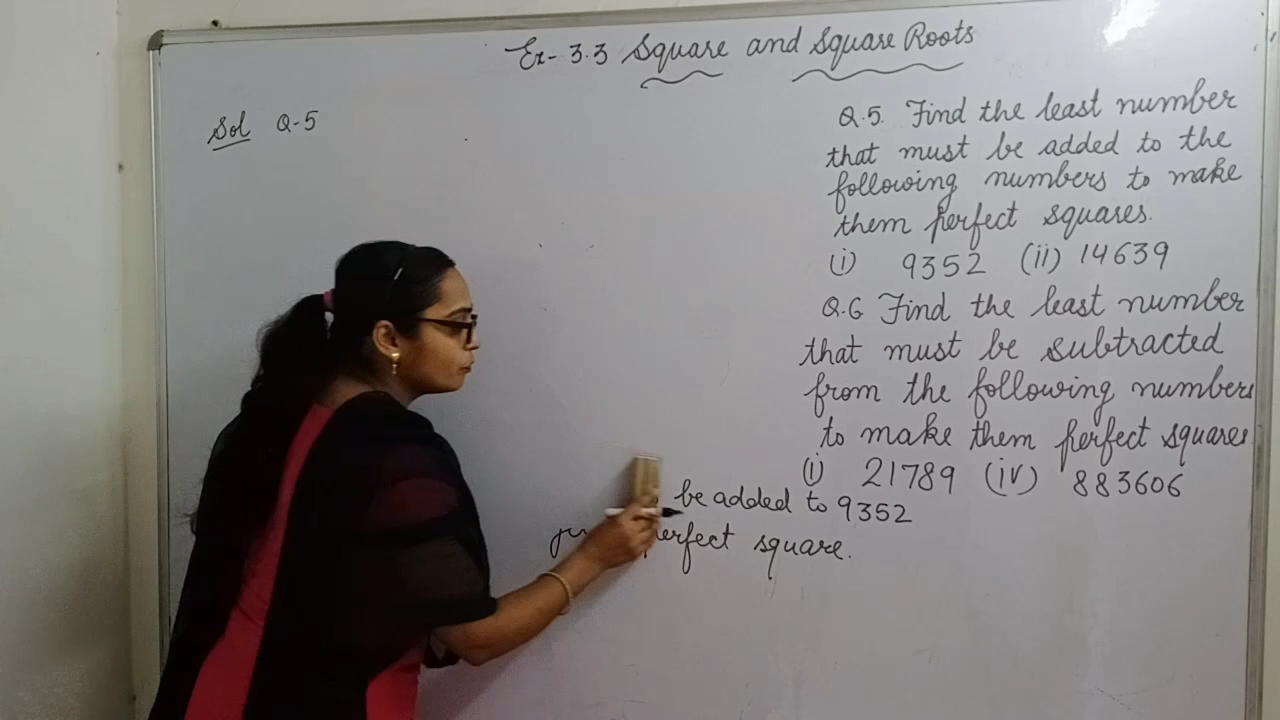 Ex- 3.3 Square and Square Roots
Sol Q-5
Q.5. Find the least number
that must be added to the
following numbers to make
them perfect squares.
(i) 9352 (ii) 14639
Q.6 Find the least number
that must be subtracted
from the following numbers
to make them perfect squares
(i) 21789 (iv) 883606
be added to 9352
square.